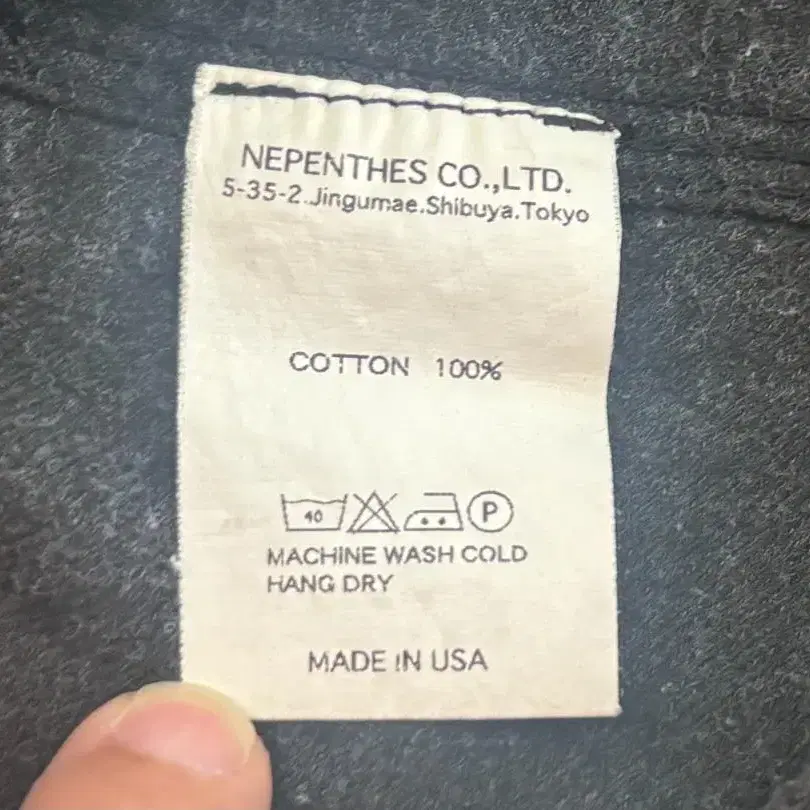 NEPENTHES CO.,LTD.
5-35-2.Jingumae.Shibuya.Tokyo
COTTON 100%
40 P
MACHINE WASH COLD
HANG DRY
MADE IN USA